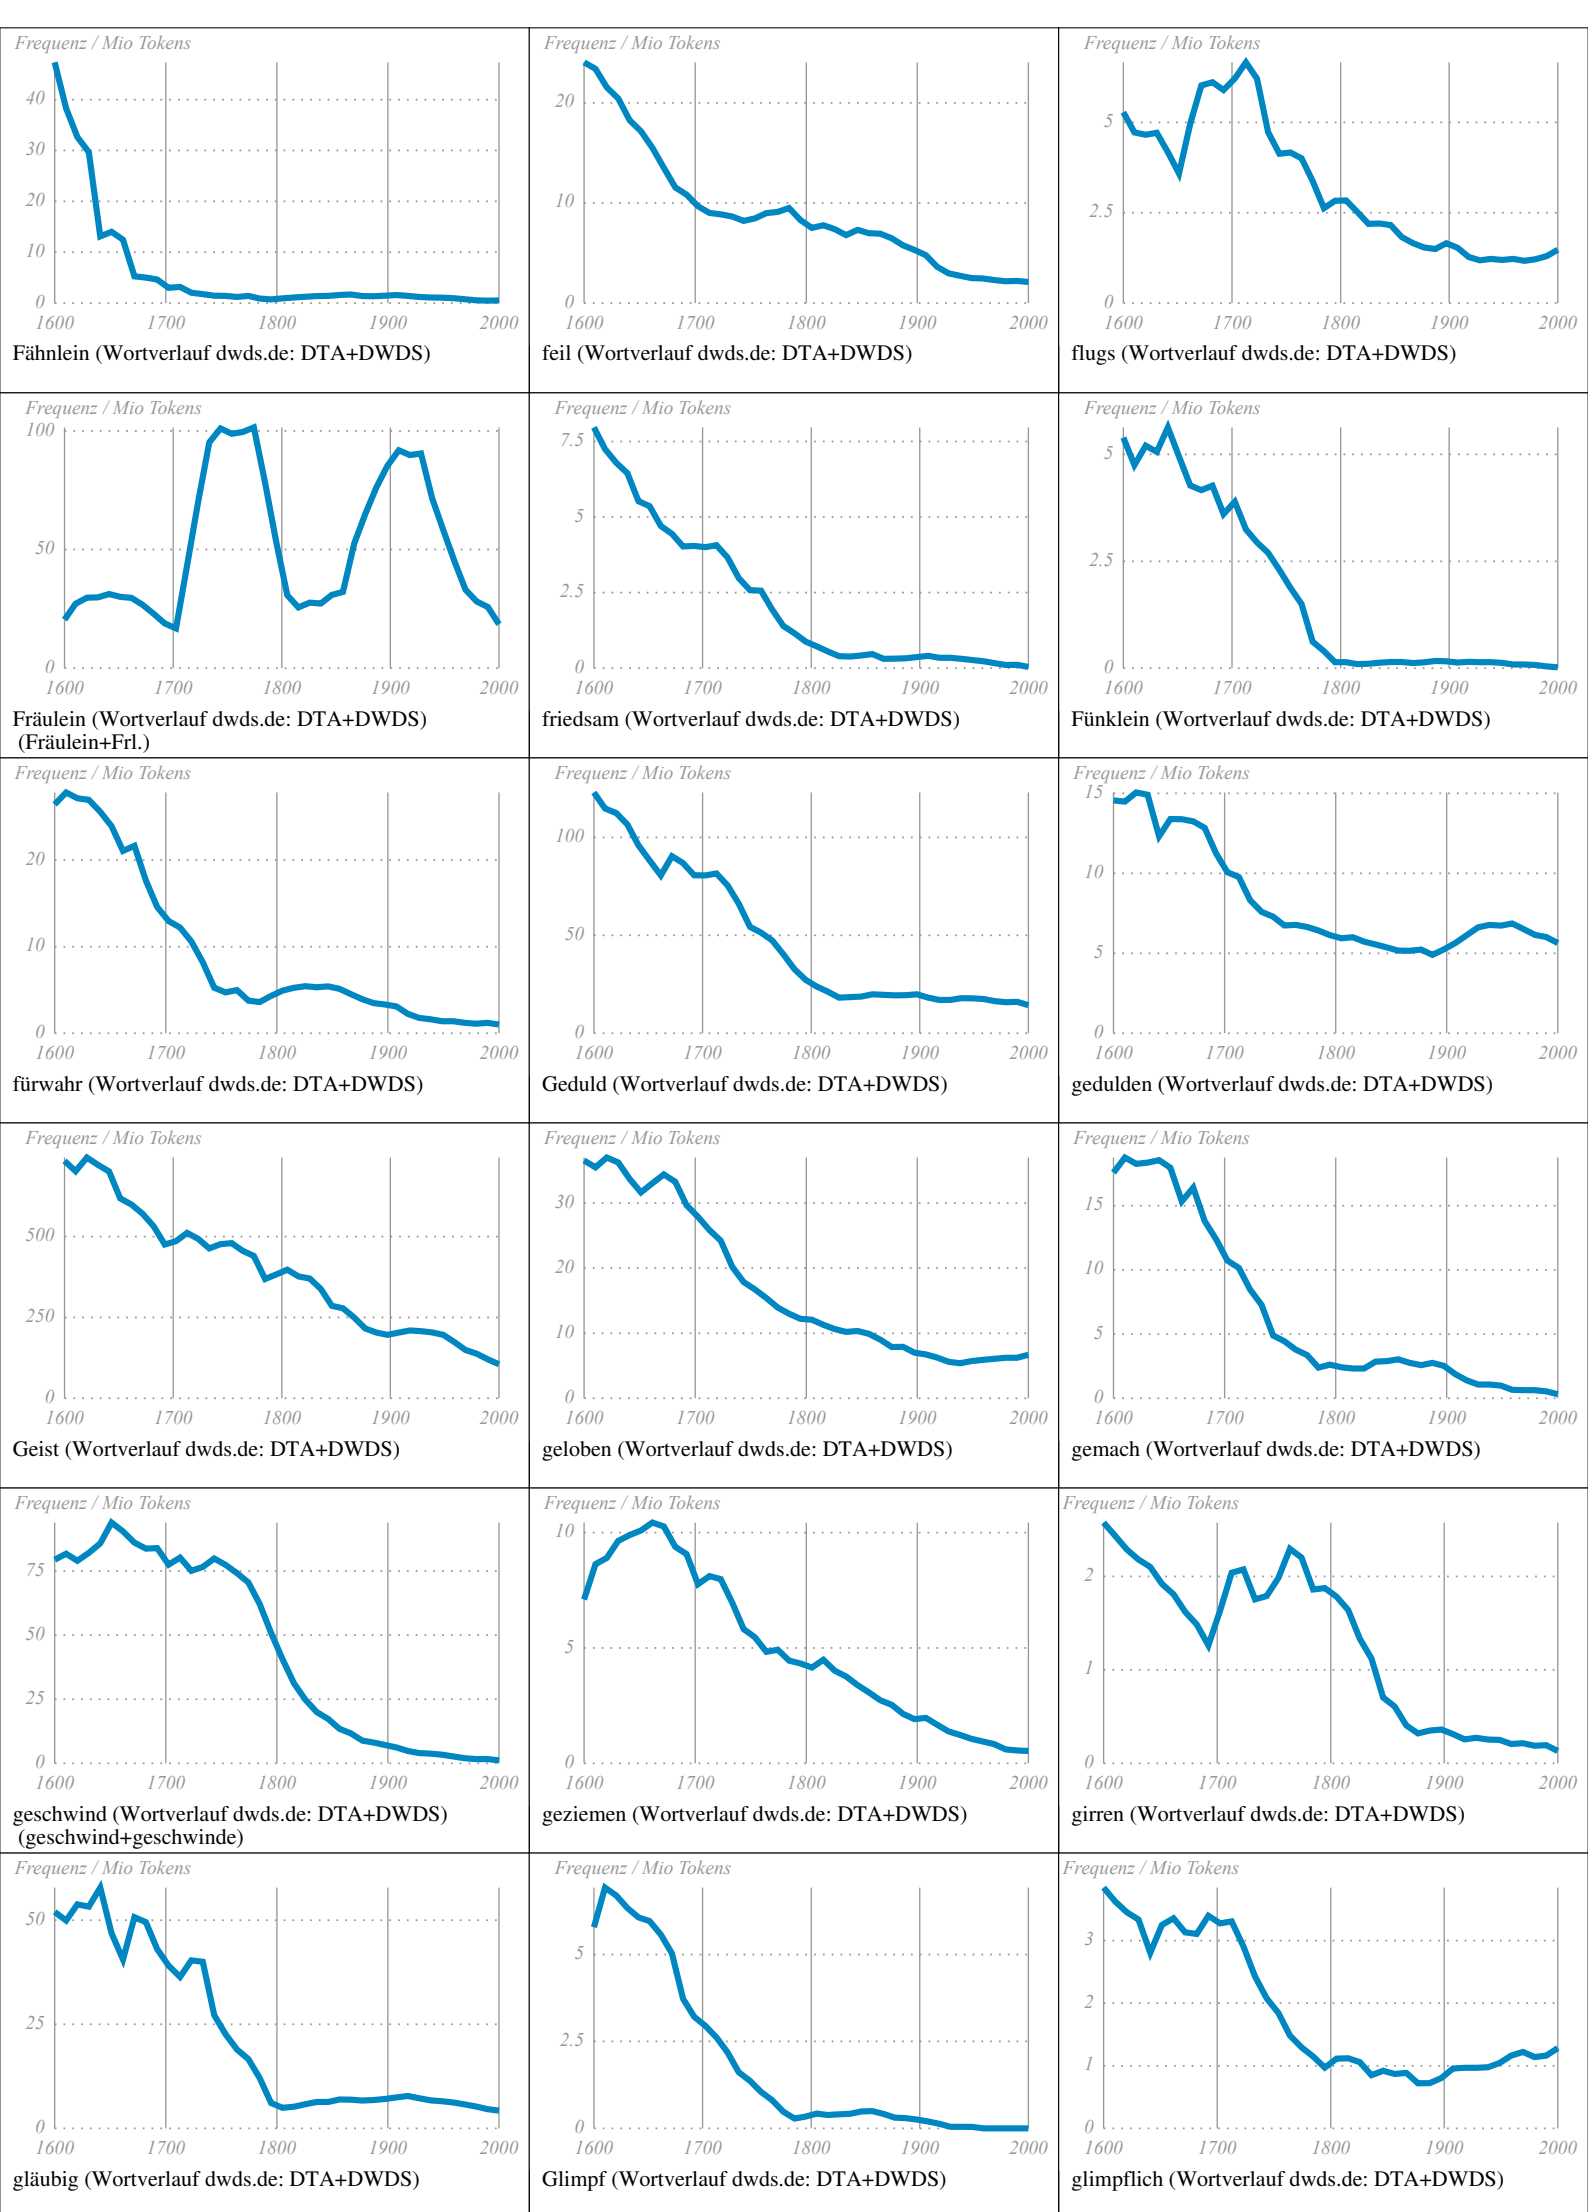 Frequenz / Mio Tokens
40
30
20
10
0
1600 1700 1800 1900 2000
Fähnlein (Wortverlauf dwds.de: DTA+DWDS)
Frequenz / Mio Tokens
20
10
0
1600 1700 1800 1900 2000
feil (Wortverlauf dwds.de: DTA+DWDS)
Frequenz / Mio Tokens
5
2.5
0
1600 1700 1800 1900 2000
flugs (Wortverlauf dwds.de: DTA+DWDS)
Frequenz / Mio Tokens
100
50
0
1600 1700 1800 1900 2000
Fräulein (Wortverlauf dwds.de: DTA+DWDS)
(Fräulein+Frl.)
Frequenz / Mio Tokens
7.5
5
2.5
0
1600 1700 1800 1900 2000
friedsam (Wortverlauf dwds.de: DTA+DWDS)
Frequenz / Mio Tokens
5
2.5
0
1600 1700 1800 1900 2000
Fünklein (Wortverlauf dwds.de: DTA+DWDS)
Frequenz / Mio Tokens
20
10
0
1600 1700 1800 1900 2000
fürwahr (Wortverlauf dwds.de: DTA+DWDS)
Frequenz / Mio Tokens
100
50
0
1600 1700 1800 1900 2000
Geduld (Wortverlauf dwds.de: DTA+DWDS)
Frequenz / Mio Tokens
15
10
5
0
1600 1700 1800 1900 2000
gedulden (Wortverlauf dwds.de: DTA+DWDS)
Frequenz / Mio Tokens
500
250
0
1600 1700 1800 1900 2000
Geist (Wortverlauf dwds.de: DTA+DWDS)
Frequenz / Mio Tokens
30
20
10
0
1600 1700 1800 1900 2000
geloben (Wortverlauf dwds.de: DTA+DWDS)
Frequenz / Mio Tokens
15
10
5
0
1600 1700 1800 1900 2000
gemach (Wortverlauf dwds.de: DTA+DWDS)
Frequenz / Mio Tokens
75
50
25
0
1600 1700 1800 1900 2000
geschwind (Wortverlauf dwds.de: DTA+DWDS)
(geschwind+geschwinde)
Frequenz / Mio Tokens
10
5
0
1600 1700 1800 1900 2000
geziemen (Wortverlauf dwds.de: DTA+DWDS)
Frequenz / Mio Tokens
2
1
0
1600 1700 1800 1900 2000
girren (Wortverlauf dwds.de: DTA+DWDS)
Frequenz / Mio Tokens
50
25
0
1600 1700 1800 1900 2000
gläubig (Wortverlauf dwds.de: DTA+DWDS)
Frequenz / Mio Tokens
5
2.5
0
1600 1700 1800 1900 2000
Glimpf (Wortverlauf dwds.de: DTA+DWDS)
Frequenz / Mio Tokens
3
2
1
0
1600 1700 1800 1900 2000
glimpflich (Wortverlauf dwds.de: DTA+DWDS)